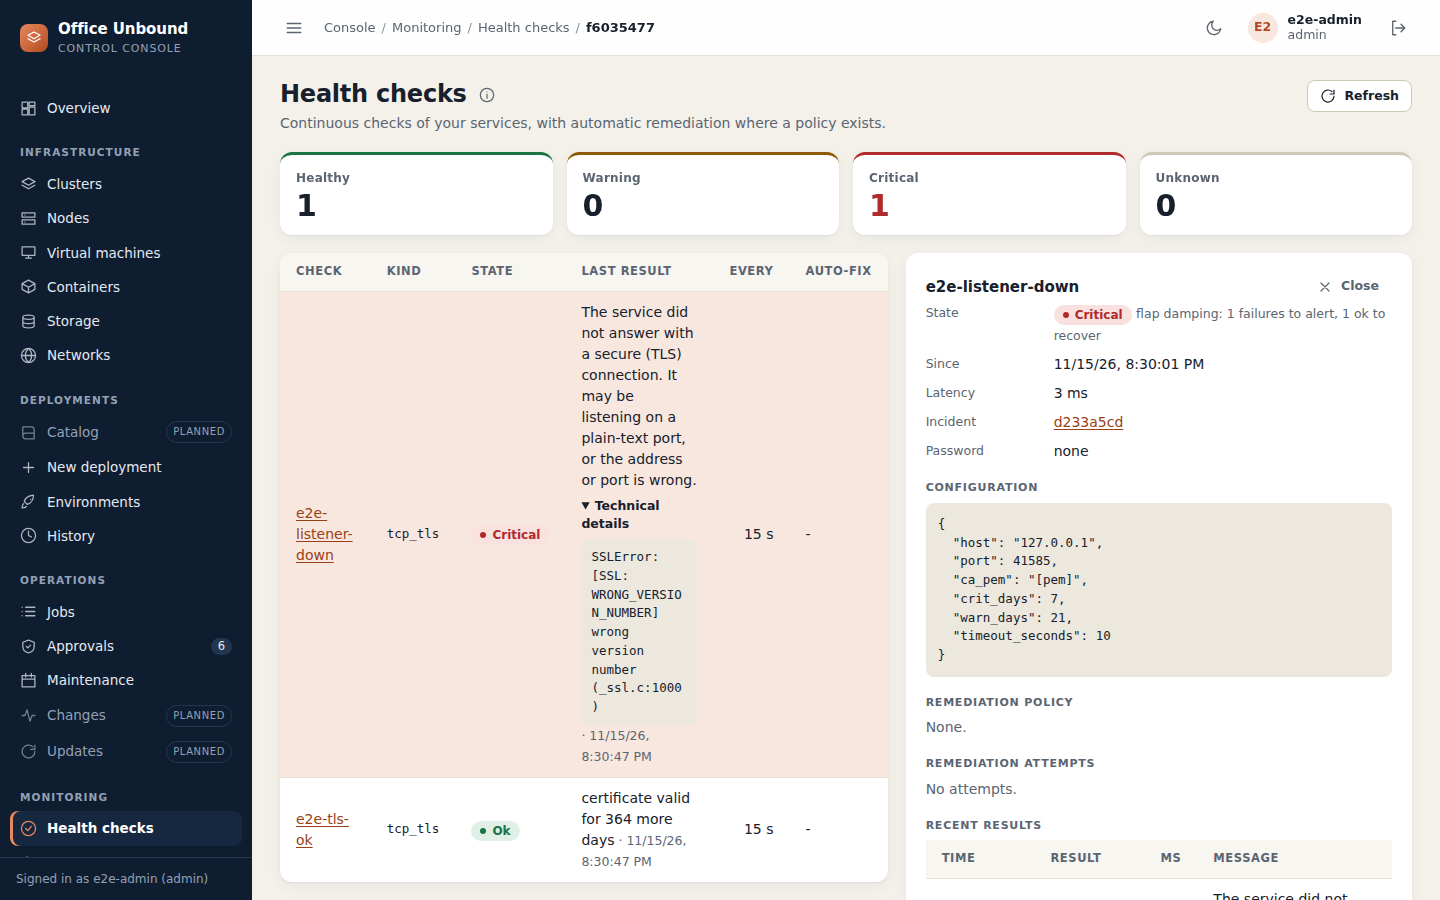 Office Unbound
CONTROL CONSOLE
Overview
INFRASTRUCTURE
Clusters
Nodes
Virtual machines
Containers
Storage
Networks
DEPLOYMENTS
Catalog PLANNED
New deployment
Environments
History
OPERATIONS
Jobs
Approvals 6
Maintenance
Changes PLANNED
Updates PLANNED
MONITORING
Health checks
Signed in as e2e-admin (admin)
Console / Monitoring / Health checks / f6035477
E2
e2e-admin
admin
Health checks
Refresh
Continuous checks of your services, with automatic remediation where a policy exists.
Healthy
1
Warning
0
Critical
1
Unknown
0
CHECK KIND STATE LAST RESULT EVERY AUTO-FIX
e2e-
listener-
down
tcp_tls
Critical
The service did
not answer with
a secure (TLS)
connection. It
may be
listening on a
plain-text port,
or the address
or port is wrong.
▼ Technical
details
SSLError:
[SSL:
WRONG_VERSIO
N_NUMBER]
wrong
version
number
(_ssl.c:1000
)
· 11/15/26,
8:30:47 PM
15 s
-
e2e-tls-
ok
tcp_tls
Ok
certificate valid
for 364 more
days · 11/15/26,
8:30:47 PM
15 s
-
e2e-listener-down
Close
State Critical flap damping: 1 failures to alert, 1 ok to
recover
Since 11/15/26, 8:30:01 PM
Latency 3 ms
Incident d233a5cd
Password none
CONFIGURATION
{
"host": "127.0.0.1",
"port": 41585,
"ca_pem": "[pem]",
"crit_days": 7,
"warn_days": 21,
"timeout_seconds": 10
}
REMEDIATION POLICY
None.
REMEDIATION ATTEMPTS
No attempts.
RECENT RESULTS
TIME RESULT MS MESSAGE
The service did not